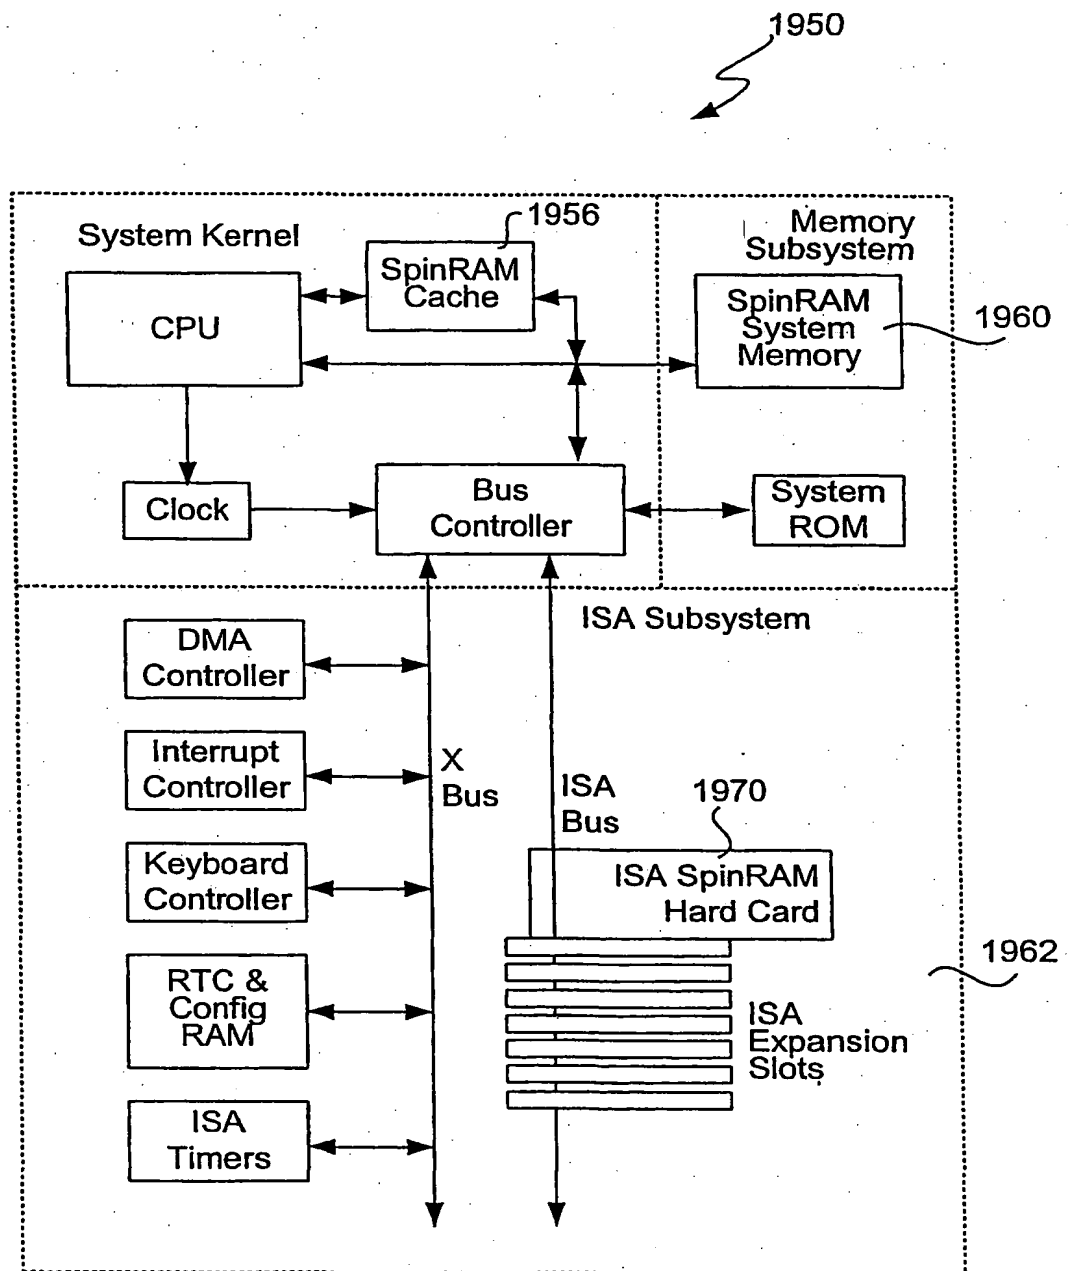 1950
System Kernel
1956
Memory
Subsystem
SpinRAM
Cache
CPU
SpinRAM
System
Memory
1960
Clock
Bus
Controller
System
ROM
ISA Subsystem
DMA
Controller
Interrupt
Controller
X
Bus
ISA
Bus
1970
Keyboard
Controller
ISA SpinRAM
Hard Card
1962
RTC &
Config
RAM
ISA
Expansion
Slots
ISA
Timers